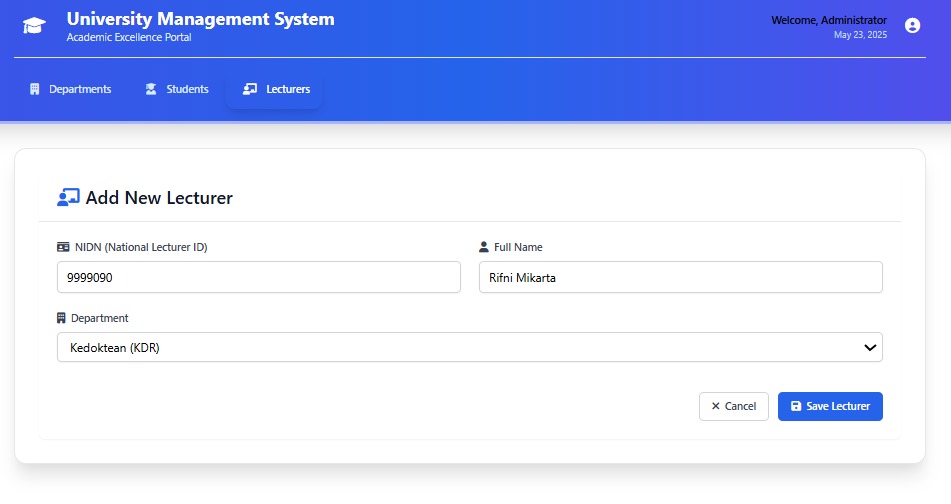 University Management System
Academic Excellence Portal
Welcome, Administrator
May 23, 2025
Departments
Students
Lecturers
Add New Lecturer
NIDN (National Lecturer ID)
Full Name
9999090
Rifni Mikarta
Department
Kedoktean (KDR)
Cancel
Save Lecturer